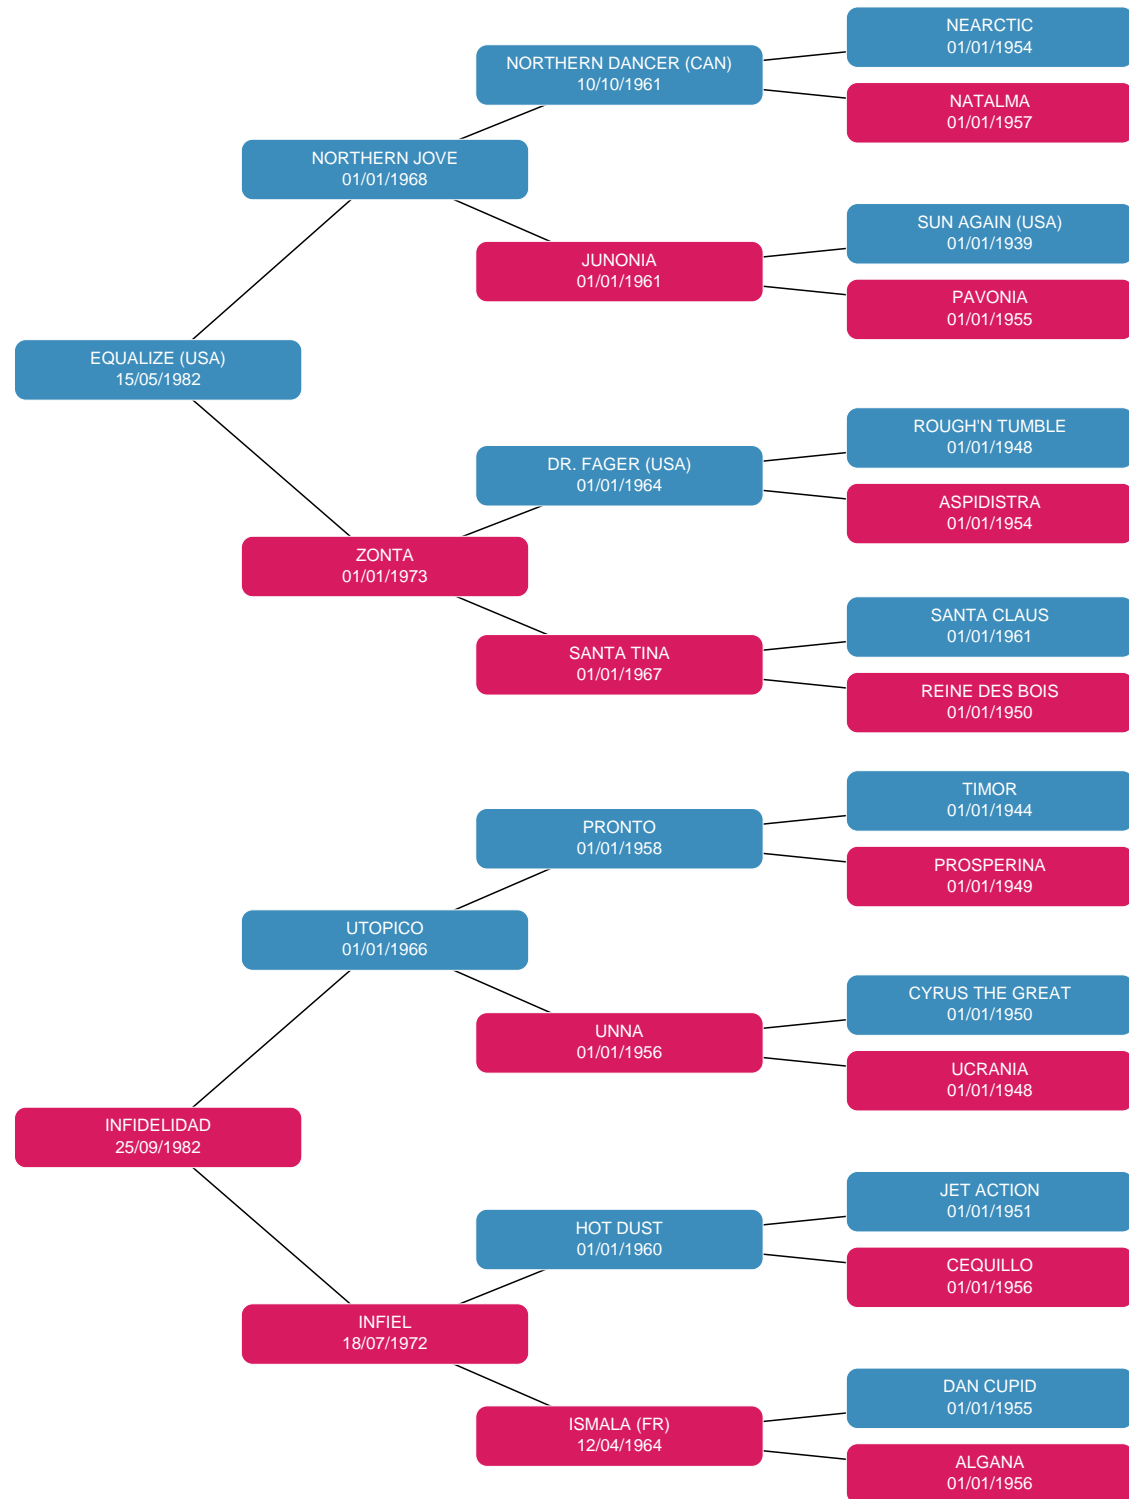 NEARCTIC
01/01/1954
NORTHERN DANCER (CAN)
10/10/1961
NATALMA
01/01/1957
NORTHERN JOVE
01/01/1968
SUN AGAIN (USA)
01/01/1939
JUNONIA
01/01/1961
PAVONIA
01/01/1955
EQUALIZE (USA)
15/05/1982
ROUGH'N TUMBLE
01/01/1948
DR. FAGER (USA)
01/01/1964
ASPIDISTRA
01/01/1954
ZONTA
01/01/1973
SANTA CLAUS
01/01/1961
SANTA TINA
01/01/1967
REINE DES BOIS
01/01/1950
TIMOR
01/01/1944
PRONTO
01/01/1958
PROSPERINA
01/01/1949
UTOPICO
01/01/1966
CYRUS THE GREAT
01/01/1950
UNNA
01/01/1956
UCRANIA
01/01/1948
INFIDELIDAD
25/09/1982
JET ACTION
01/01/1951
HOT DUST
01/01/1960
CEQUILLO
01/01/1956
INFIEL
18/07/1972
DAN CUPID
01/01/1955
ISMALA (FR)
12/04/1964
ALGANA
01/01/1956